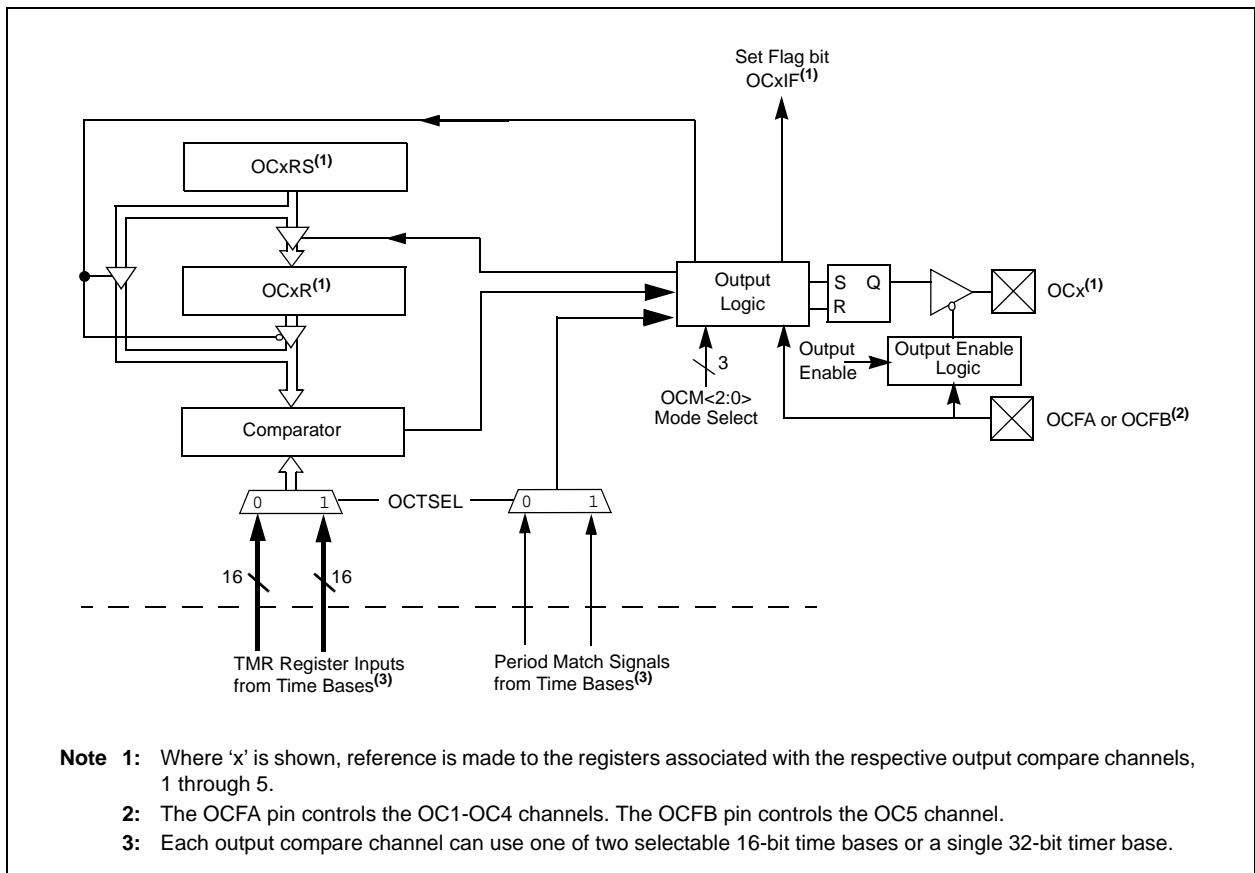 Set Flag bit
OCxIF(1)
OCxRS(1)
OCxR(1)
Output
Logic
S Q
R
OCx(1)
3
Output
Enable
Output Enable
Logic
OCM<2:0>
Mode Select
OCFA or OCFB(2)
Comparator
0 1
OCTSEL
0 1
16
16
TMR Register Inputs
from Time Bases(3)
Period Match Signals
from Time Bases(3)
Note 1: Where ‘x’ is shown, reference is made to the registers associated with the respective output compare channels,
1 through 5.
2: The OCFA pin controls the OC1-OC4 channels. The OCFB pin controls the OC5 channel.
3: Each output compare channel can use one of two selectable 16-bit time bases or a single 32-bit timer base.